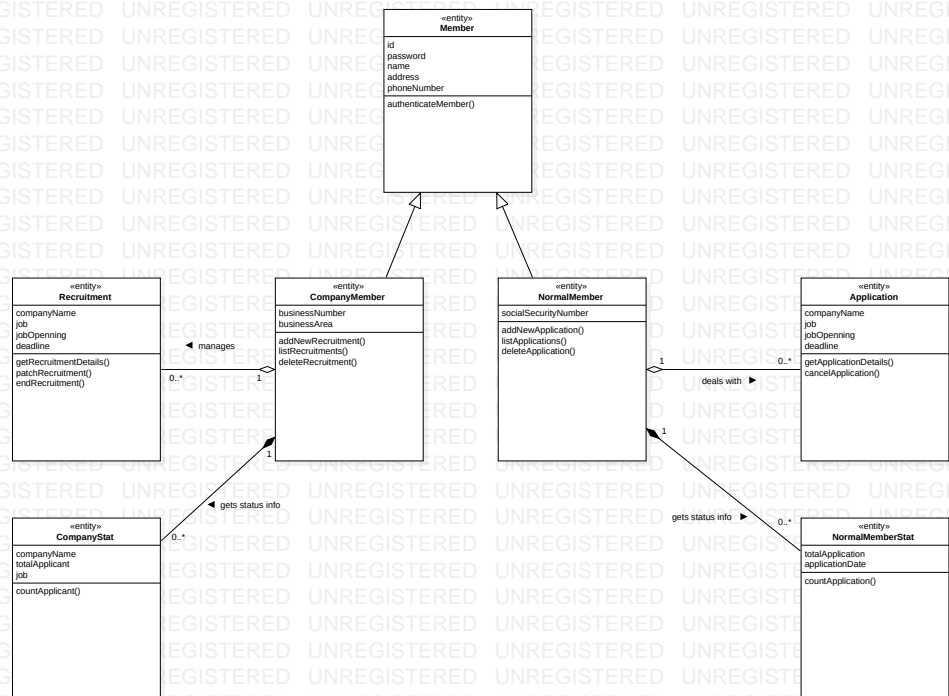 «entity»
Member
id
password
name
address
phoneNumber
authenticateMember()
«entity»
Recruitment
companyName
job
jobOpenning
deadline
getRecruitmentDetails()
patchRecruitment()
endRecruitment()
◄ manages
0..*
1
«entity»
CompanyMember
businessNumber
businessArea
addNewRecruitment()
listRecruitments()
deleteRecruitment()
«entity»
NormalMember
socialSecurityNumber
addNewApplication()
listApplications()
deleteApplication()
1
0..*
deals with ►
«entity»
Application
companyName
job
jobOpenning
deadline
getApplicationDetails()
cancelApplication()
1
◄ gets status info
0..*
1
gets status info ►
0..*
«entity»
CompanyStat
companyName
totalApplicant
job
countApplicant()
«entity»
NormalMemberStat
totalApplication
applicationDate
countApplication()
UNREGISTERED